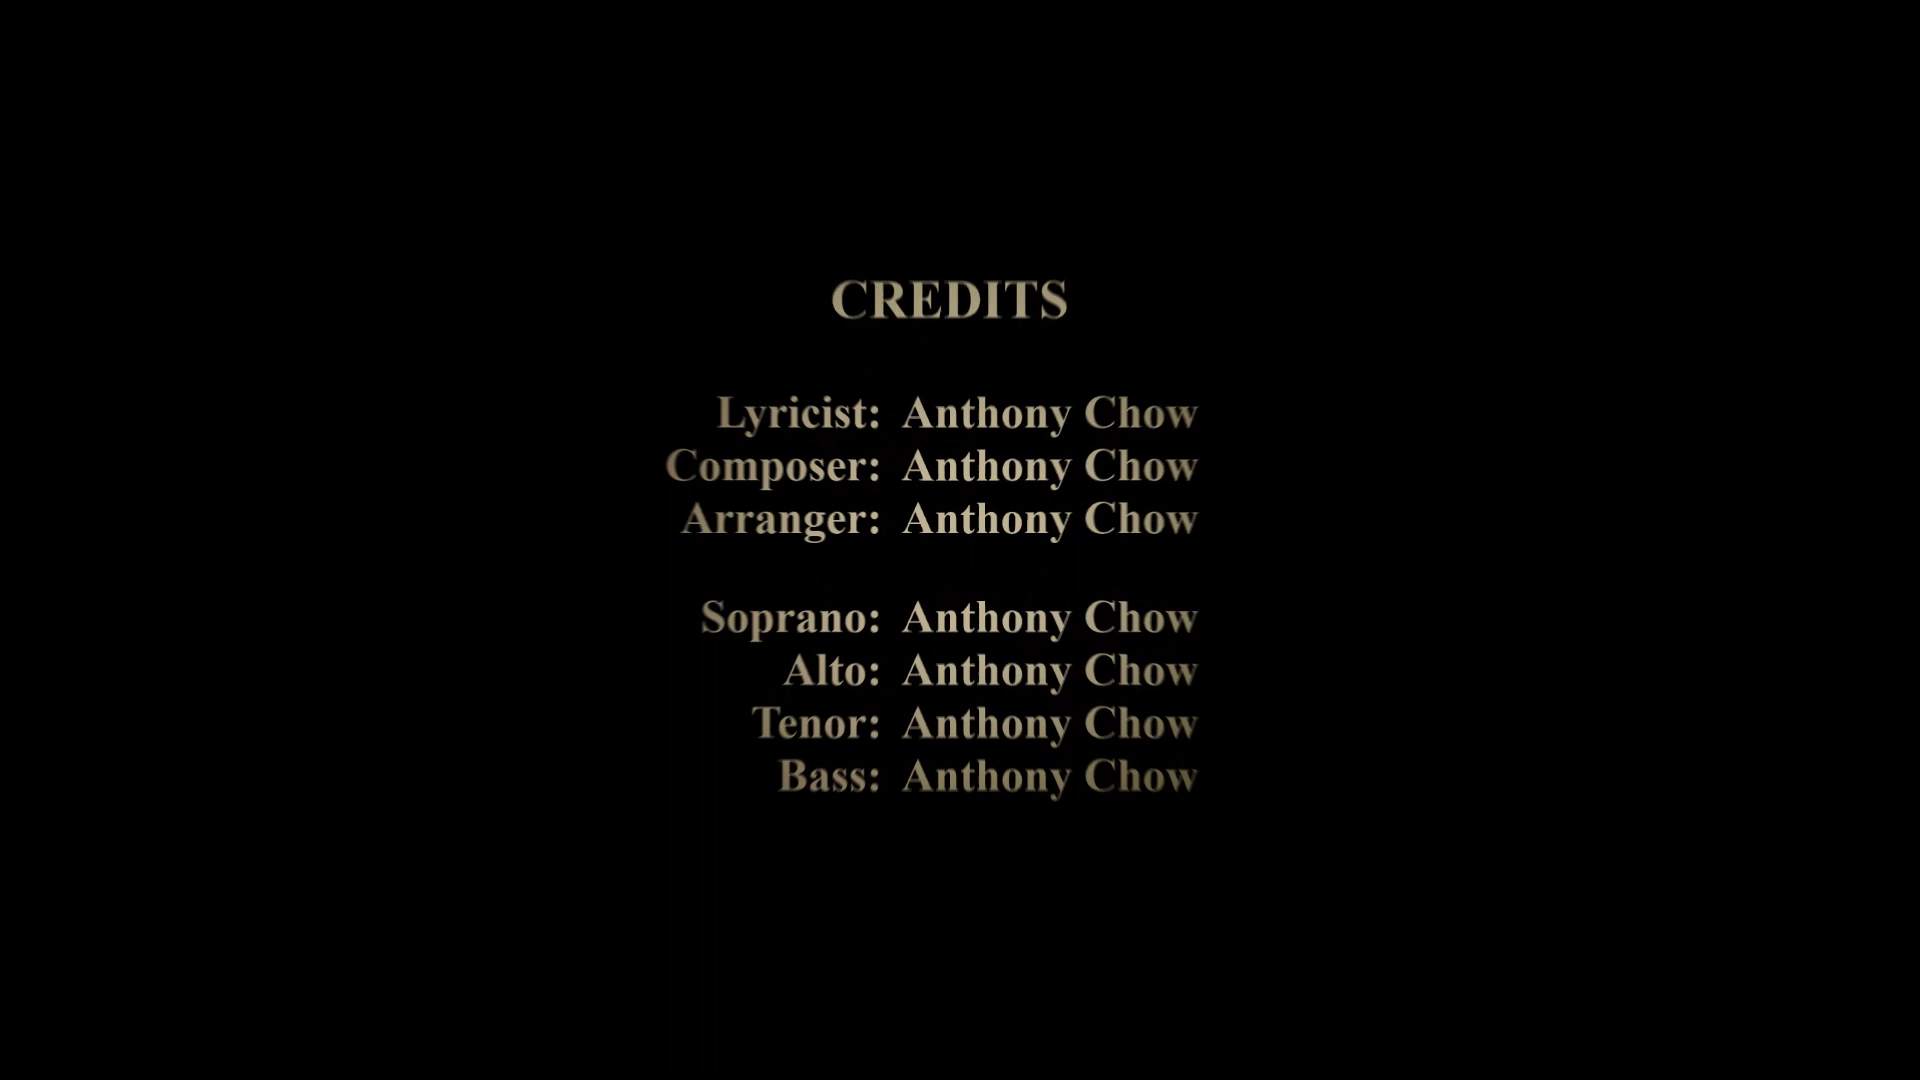 CREDITS
Lyricist: Anthony Chow
Composer: Anthony Chow
Arranger: Anthony Chow
Soprano: Anthony Chow
Alto: Anthony Chow
Tenor: Anthony Chow
Bass: Anthony Chow